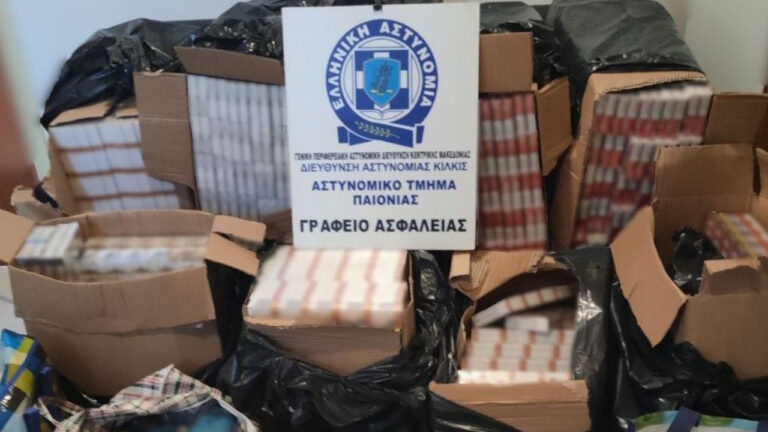 ΕΛΛΗΝΙΚΗ ΑΣΤΥΝΟΜΙΑ
ΓΕΝΙΚΗ ΠΕΡΙΦΕΡΕΙΑΚΗ ΑΣΤΥΝΟΜΙΚΗ ΔΙΕΥΘΥΝΣΗ ΚΕΝΤΡΙΚΗΣ ΜΑΚΕΔΟΝΙΑΣ
ΔΙΕΥΘΥΝΣΗ ΑΣΤΥΝΟΜΙΑΣ ΚΙΛΚΙΣ
ΑΣΤΥΝΟΜΙΚΟ ΤΜΗΜΑ
ΠΑΙΟΝΙΑΣ
ΓΡΑΦΕΙΟ ΑΣΦΑΛΕΙΑΣ